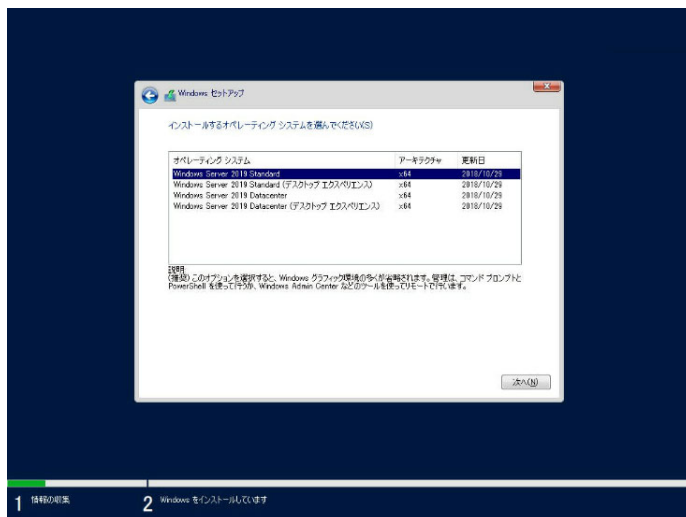 Windows セットアップ
インストールするオペレーティング システムを選んでください(S)
オペレーティング システム アーキテクチャ 更新日
Windows Server 2019 Standard x64 2018/10/29
Windows Server 2019 Standard (デスクトップ エクスペリエンス) x64 2018/10/29
Windows Server 2019 Datacenter x64 2018/10/29
Windows Server 2019 Datacenter (デスクトップ エクスペリエンス) x64 2018/10/29
説明
(推奨) このオプションを選択すると、Windows グラフィック環境の多くが省略されます。管理は、コマンド プロンプトと
PowerShell を使って行うか、Windows Admin Center などのツールを使ってリモートで行います。
次へ(N)
1 情報の収集 2 Windows をインストールしています